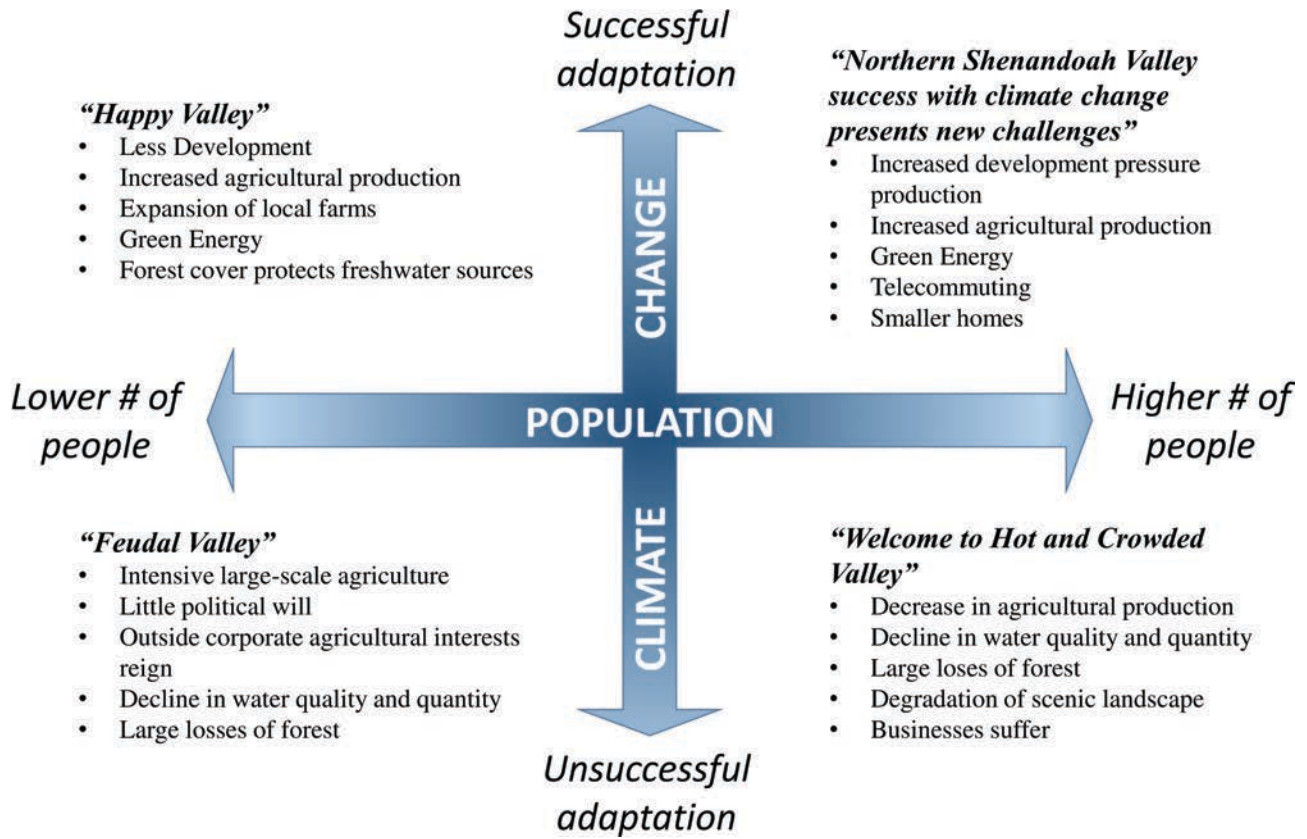 Successful
adaptation
“Happy Valley”
• Less Development
• Increased agricultural production
• Expansion of local farms
• Green Energy
• Forest cover protects freshwater sources
“Northern Shenandoah Valley
success with climate change
presents new challenges”
• Increased development pressure
production
• Increased agricultural production
• Green Energy
• Telecommuting
• Smaller homes
CHANGE
Lower # of
people
POPULATION
Higher # of
people
CLIMATE
“Feudal Valley”
• Intensive large-scale agriculture
• Little political will
• Outside corporate agricultural interests
reign
• Decline in water quality and quantity
• Large losses of forest
“Welcome to Hot and Crowded
Valley”
• Decrease in agricultural production
• Decline in water quality and quantity
• Large loses of forest
• Degradation of scenic landscape
• Businesses suffer
Unsuccessful
adaptation